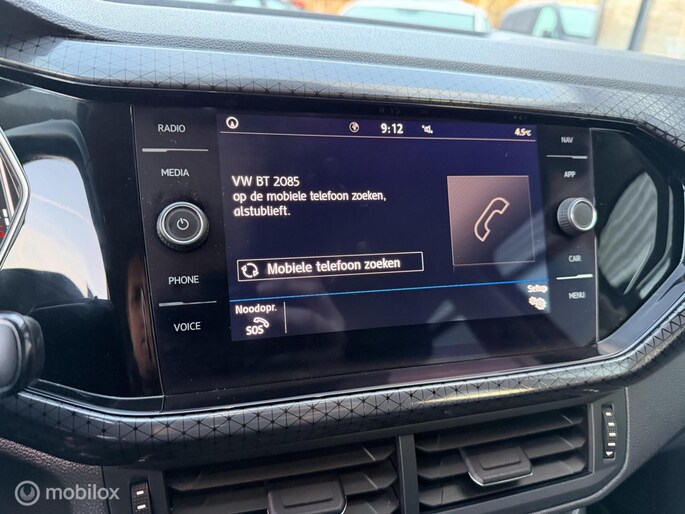 RADIO
MEDIA
PHONE
VOICE
9:12
4.5°C
VW BT 2085
op de mobiele telefoon zoeken,
alstublieft.
Mobiele telefoon zoeken
Noodopr.
SOS
Setup
NAV
APP
CAR
MENU
mobilox